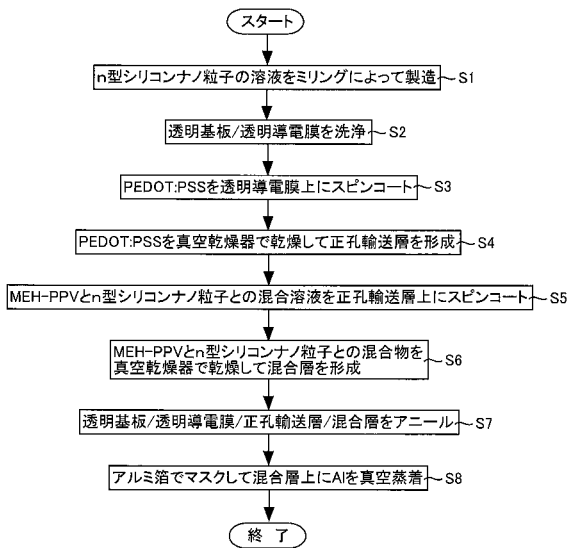 スタート
n型シリコンナノ粒子の溶液をミリングによって製造 S1
透明基板/透明導電膜を洗浄 S2
PEDOT:PSSを透明導電膜上にスピンコート S3
PEDOT:PSSを真空乾燥器で乾燥して正孔輸送層を形成 S4
MEH-PPVとn型シリコンナノ粒子との混合溶液を正孔輸送層上にスピンコート S5
MEH-PPVとn型シリコンナノ粒子との混合物を
真空乾燥器で乾燥して混合層を形成 S6
透明基板/透明導電膜/正孔輸送層/混合層をアニール S7
アルミ箔でマスクして混合層上にAlを真空蒸着 S8
終 了